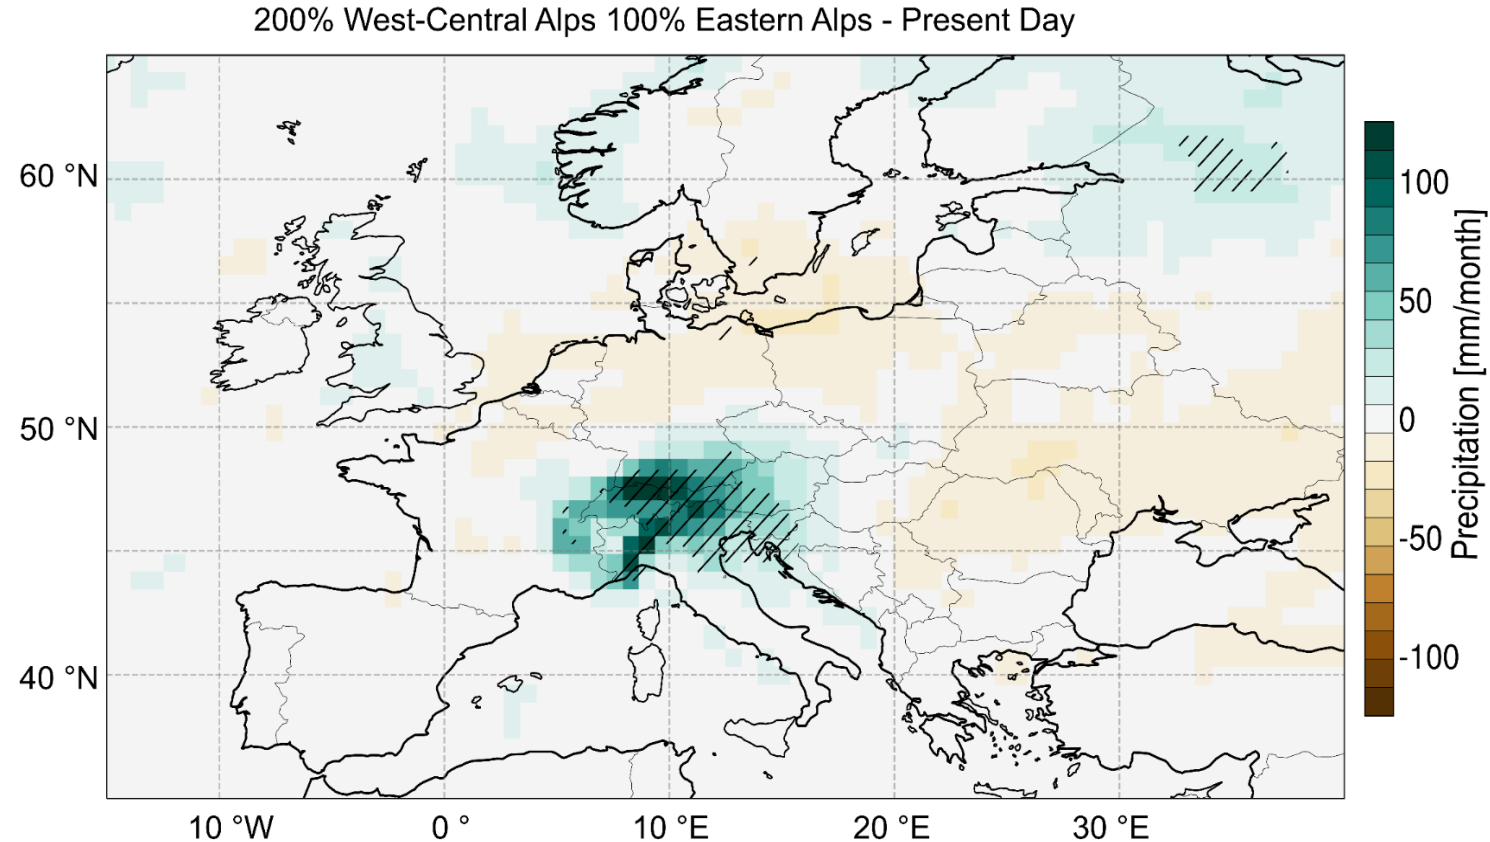 200% West-Central Alps 100% Eastern Alps - Present Day
60 °N
50 °N
40 °N
10 °W
0 °
10 °E
20 °E
30 °E
100
50
0
-50
-100
Precipitation [mm/month]